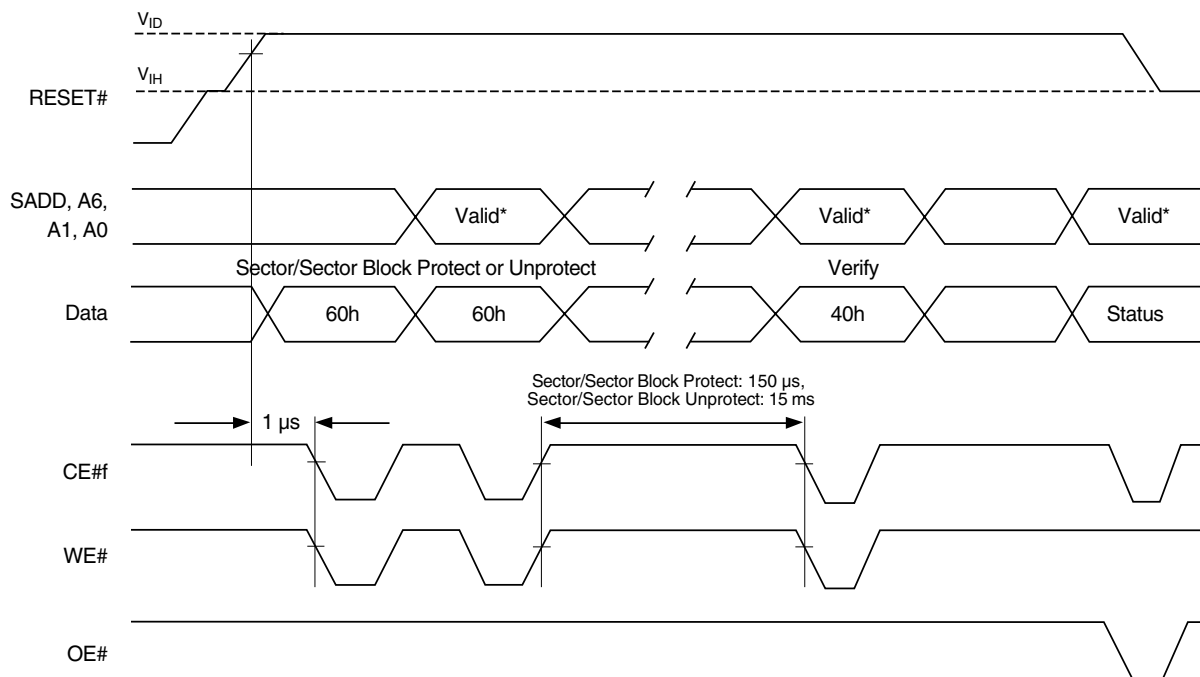 VID
VIH
RESET#
SADD, A6,
A1, A0
Valid*
Valid*
Valid*
Sector/Sector Block Protect or Unprotect
Verify
Data
60h
60h
40h
Status
Sector/Sector Block Protect: 150 µs,
Sector/Sector Block Unprotect: 15 ms
1 µs
CE#f
WE#
OE#